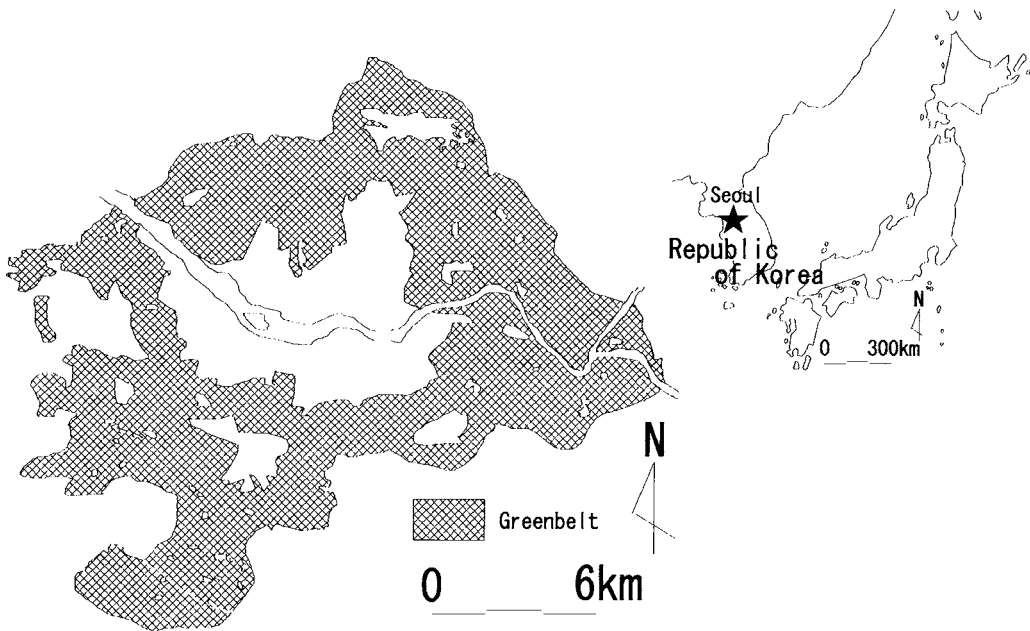 Seoul
Republic
of Korea
N
0 300km
N
Greenbelt
0 6km